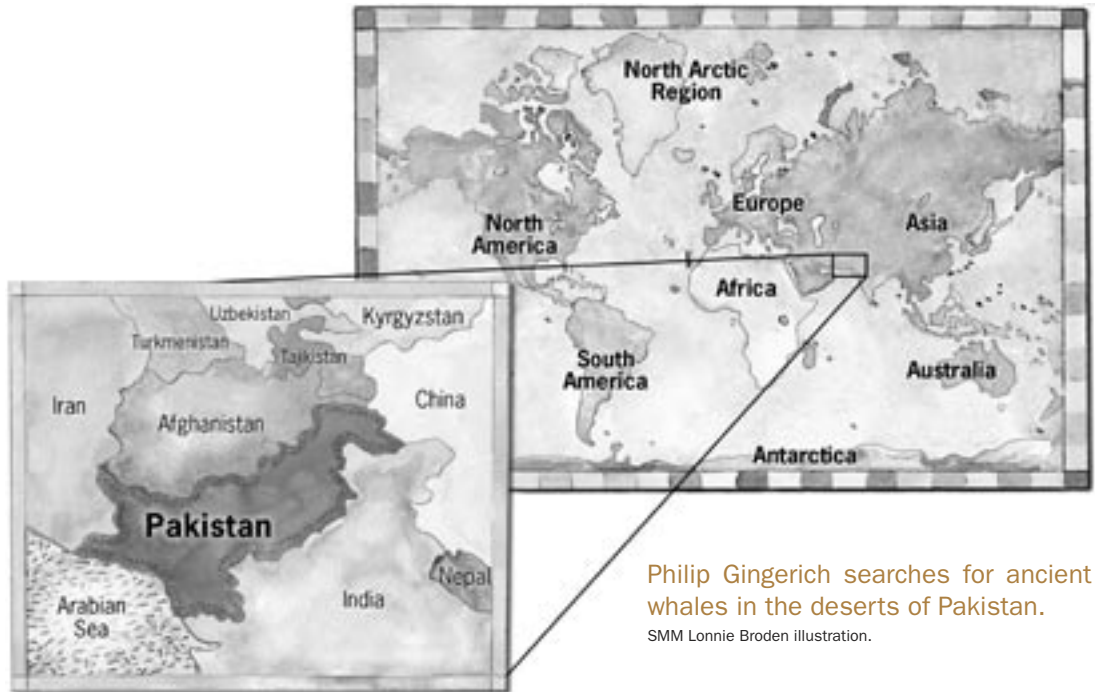 North Arctic
Region
North
America
Europe
Asia
Africa
South
America
Australia
Antarctica
Uzbekistan
Kyrgyzstan
Turkmenistan
Tajikistan
Iran
Afghanistan
China
Pakistan
Nepal
India
Arabian
Sea
Philip Gingerich searches for ancient
whales in the deserts of Pakistan.
SMM Lonnie Broden illustration.